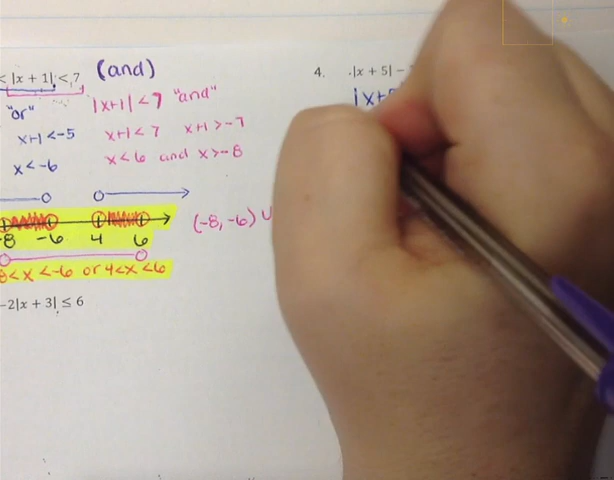 < |x + 1| < 7 (and)
"or" |x+1| < 7 "and"
x+1 < -5 x+1 < 7 x+1 > -7
x < -6 x < 6 and x > -8
-8 -6 4 6
(-8, -6) ∪
8 < x < -6 or 4 < x < 6
-2|x + 3| ≤ 6
4. |x + 5| -
|x+